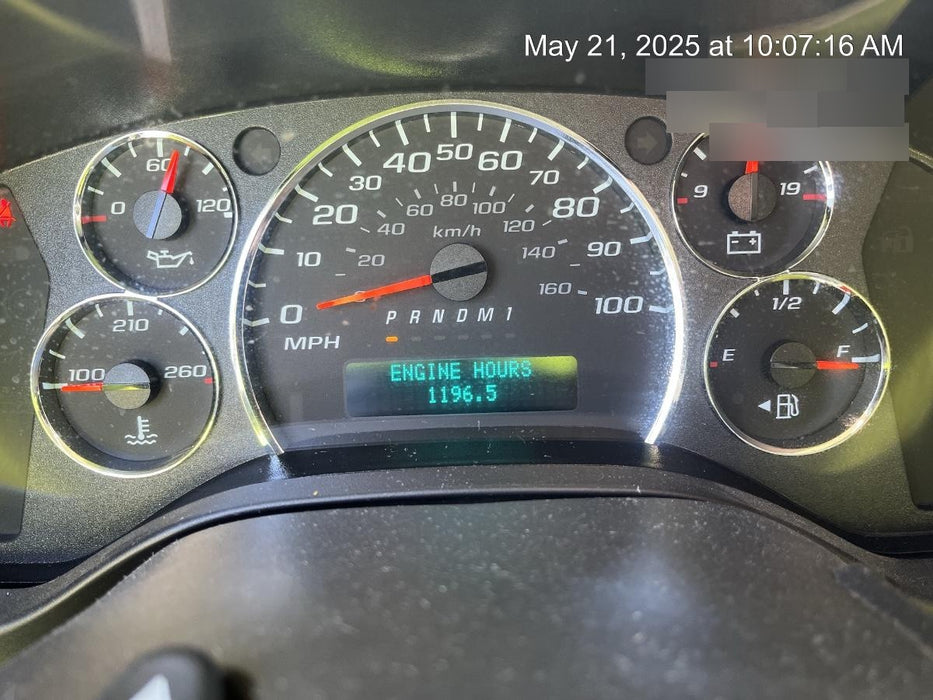 May 21, 2025 at 10:07:16 AM
0 60 120
9 19
0 10 20 30 40 50 60 70 80 90 100
20 40 60 80 100 120 140 160
km/h
MPH
P R N D M 1
ENGINE HOURS
1196.5
100 210 260
E 1/2 F